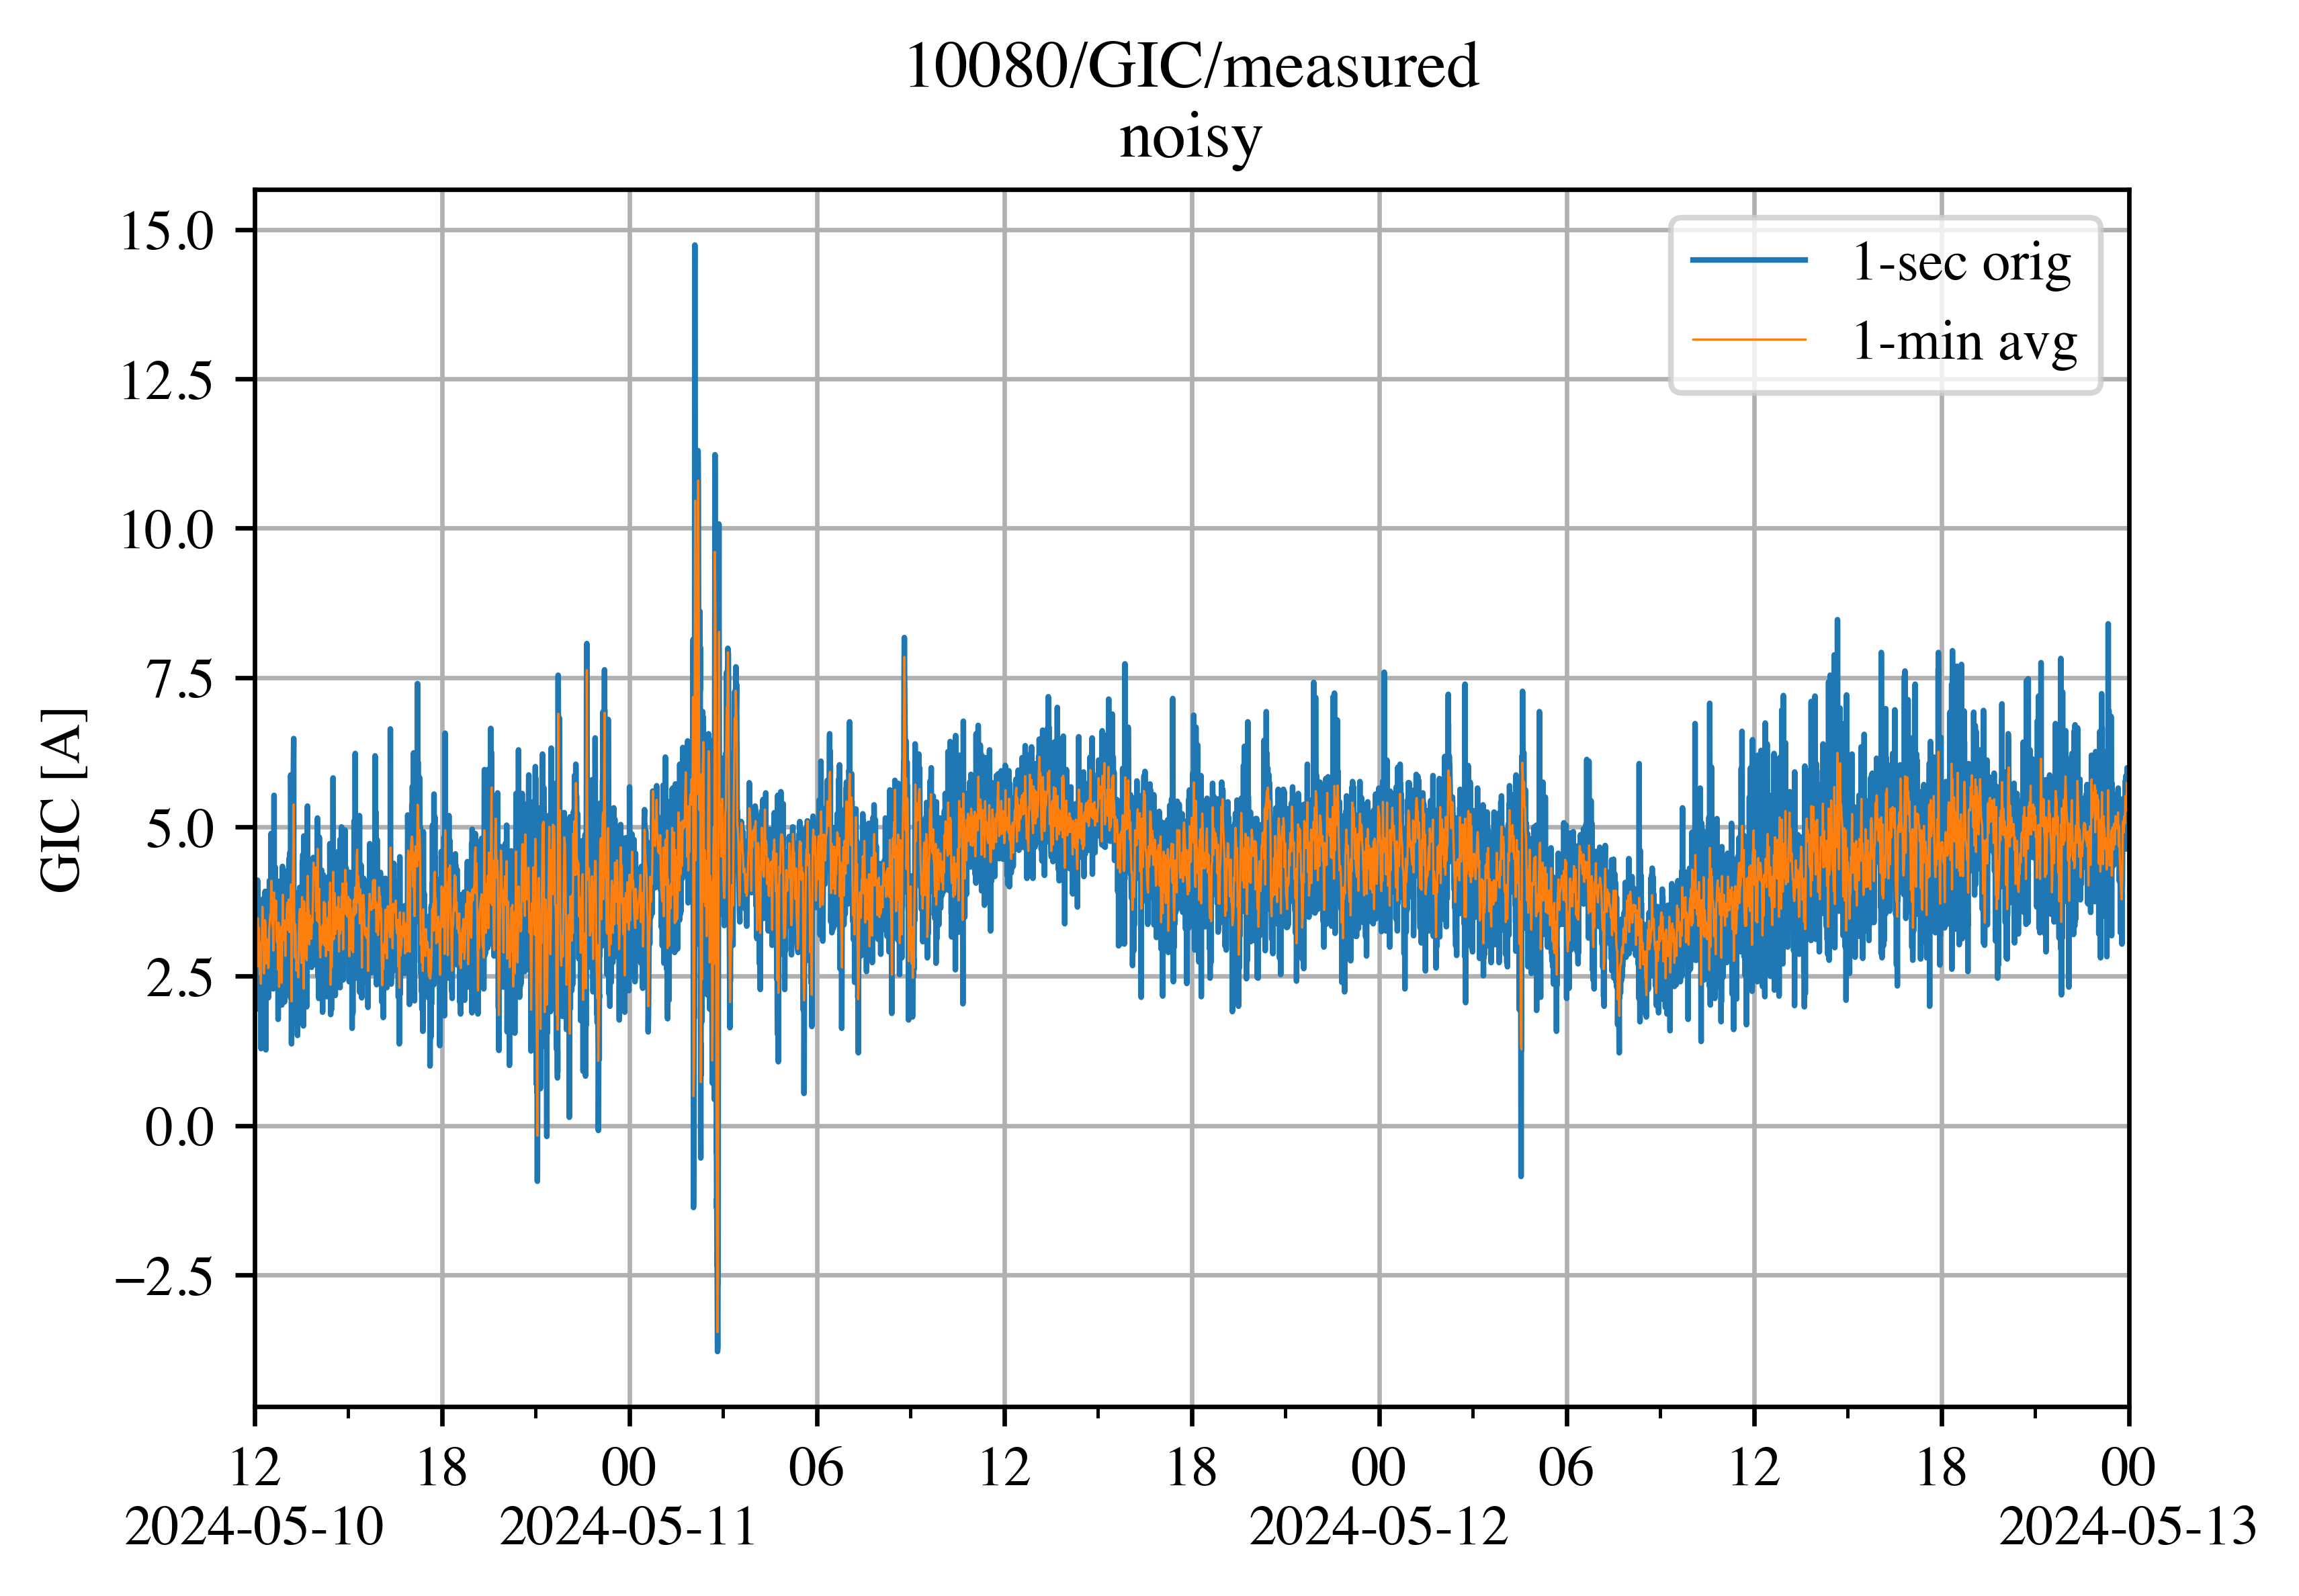 10080/GIC/measured
noisy
15.0
12.5
10.0
7.5
5.0
2.5
0.0
−2.5
GIC [A]
1-sec orig
1-min avg
12 18 00 06 12 18 00 06 12 18 00
2024-05-10 2024-05-11 2024-05-12 2024-05-13